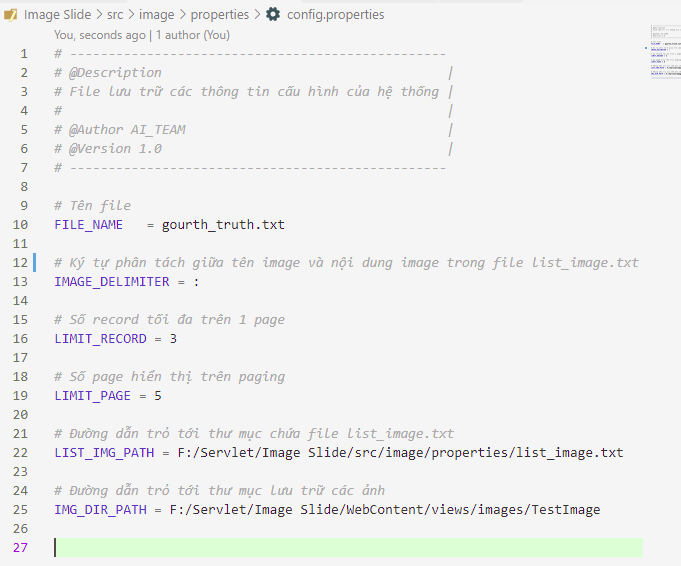 Image Slide > src > image > properties > config.properties
You, seconds ago | 1 author (You)
1 # ------------------------------------------------
2 # @Description |
3 # File lưu trữ các thông tin cấu hình của hệ thống |
4 # |
5 # @Author AI_TEAM |
6 # @Version 1.0 |
7 # ------------------------------------------------
8
9 # Tên file
10 FILE_NAME = gourth_truth.txt
11
12 # Ký tự phân tách giữa tên image và nội dung image trong file list_image.txt
13 IMAGE_DELIMITER = :
14
15 # Số record tối đa trên 1 page
16 LIMIT_RECORD = 3
17
18 # Số page hiển thị trên paging
19 LIMIT_PAGE = 5
20
21 # Đường dẫn trỏ tới thư mục chứa file list_image.txt
22 LIST_IMG_PATH = F:/Servlet/Image Slide/src/image/properties/list_image.txt
23
24 # Đường dẫn trỏ tới thư mục lưu trữ các ảnh
25 IMG_DIR_PATH = F:/Servlet/Image Slide/WebContent/views/images/TestImage
26
27